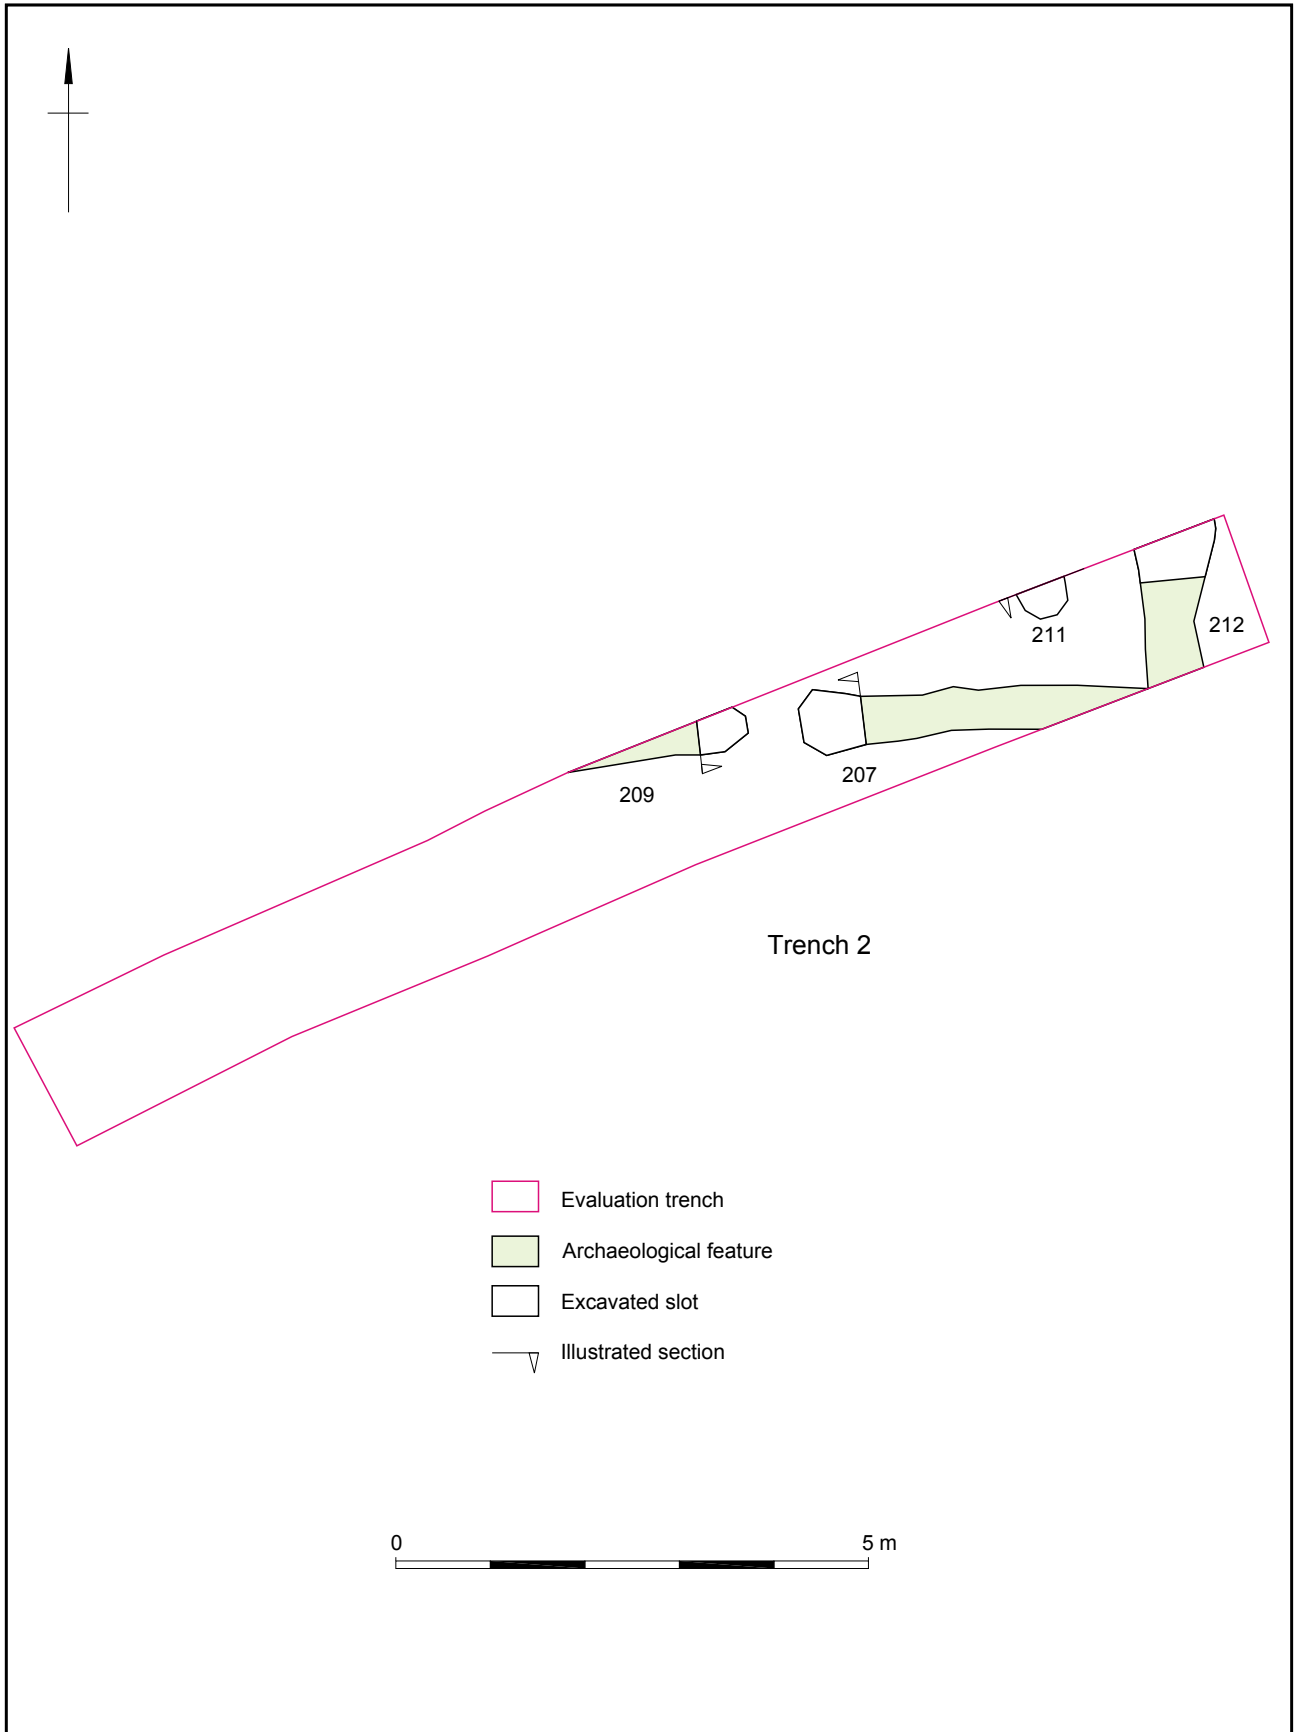 211
212
207
209
Trench 2
Evaluation trench
Archaeological feature
Excavated slot
Illustrated section
0 5 m